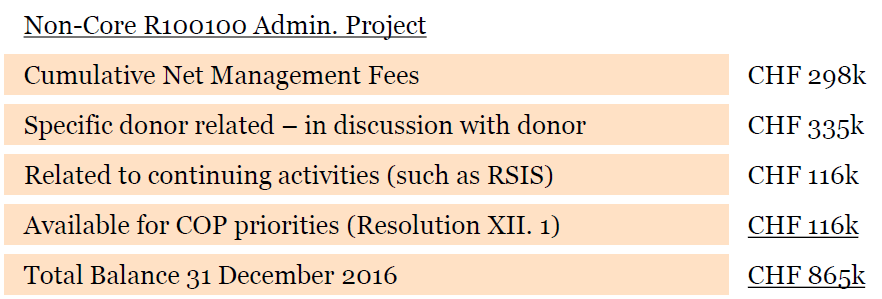 Non-Core R100100 Admin. Project
Cumulative Net Management Fees CHF 298k
Specific donor related – in discussion with donor CHF 335k
Related to continuing activities (such as RSIS) CHF 116k
Available for COP priorities (Resolution XII. 1) CHF 116k
Total Balance 31 December 2016 CHF 865k